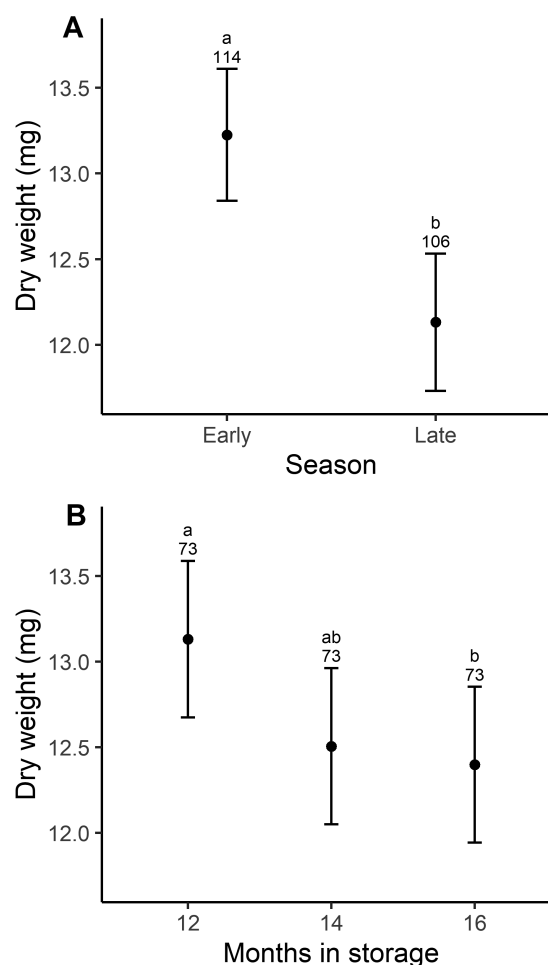 A
a
114
b
106
13.5
13.0
12.5
12.0
Dry weight (mg)
Early Late
Season
B
a
73
ab
73
b
73
13.5
13.0
12.5
12.0
Dry weight (mg)
12 14 16
Months in storage